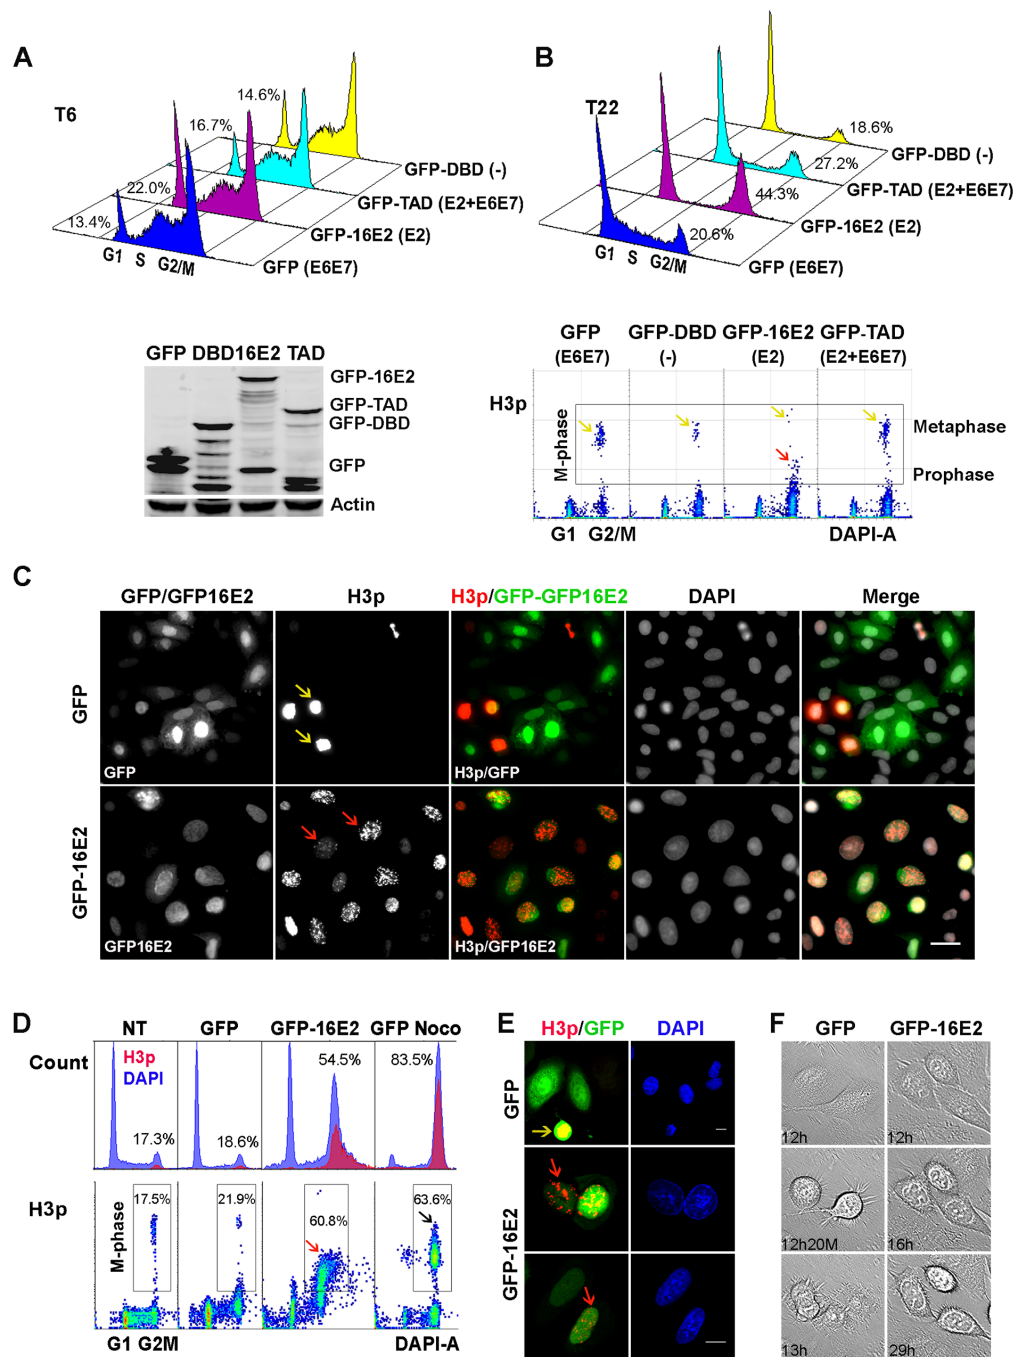 A
T6
14.6%
16.7%
22.0%
13.4%
GFP-DBD (-)
GFP-TAD (E2+E6E7)
GFP-16E2 (E2)
GFP (E6E7)
G1 S G2/M
B
T22
18.6%
GFP-DBD (-)
27.2%
GFP-TAD (E2+E6E7)
44.3%
GFP-16E2 (E2)
20.6%
GFP (E6E7)
G1 S G2/M
GFP DBD 16E2 TAD
GFP-16E2
GFP-TAD
GFP-DBD
GFP
Actin
GFP GFP-DBD GFP-16E2 GFP-TAD
(E6E7) (-) (E2) (E2+E6E7)
H3p
M-phase
Metaphase
Prophase
G1 G2/M DAPI-A
C
GFP/GFP16E2 H3p H3p/GFP-GFP16E2 DAPI Merge
GFP
GFP H3p/GFP
GFP-16E2
GFP16E2 H3p/GFP16E2
D
NT GFP GFP-16E2 GFP Noco
Count
H3p
DAPI
54.5% 83.5%
17.3% 18.6%
H3p
M-phase
17.5% 21.9% 60.8% 63.6%
G1 G2M DAPI-A
E
H3p/GFP DAPI
GFP
GFP-16E2
F
GFP GFP-16E2
12h 12h
12h20M 16h
13h 29h